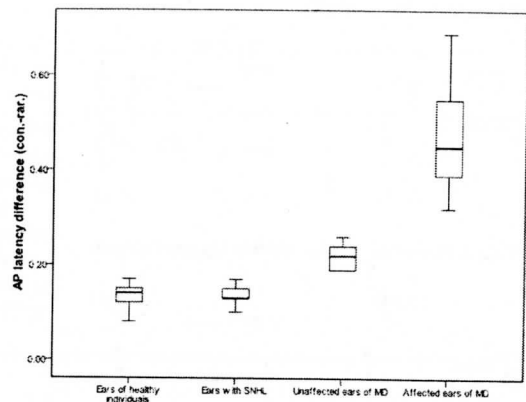 AP latency difference (con.-rar.)
0.60
0.40
0.20
0.00
Ears of healthy
individuals
Ears with SNHL
Unaffected ears of MD
Affected ears of MD